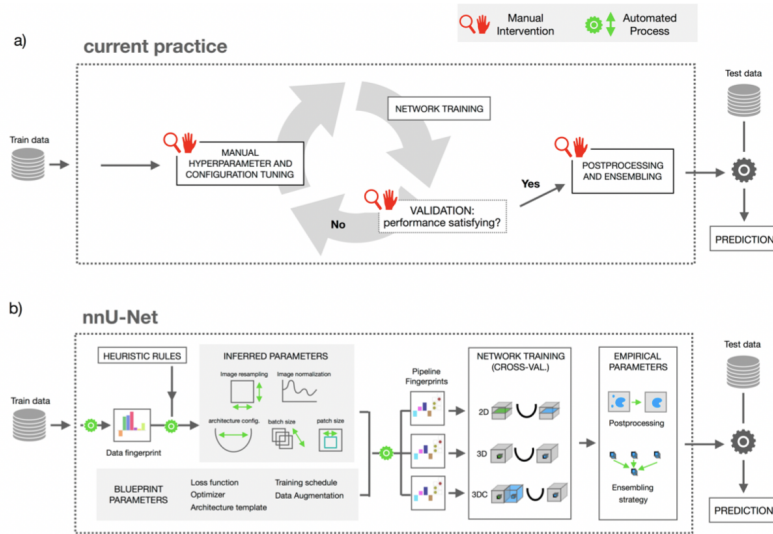 Manual
Intervention
Automated
Process
a)
current practice
Test data
NETWORK TRAINING
Train data
MANUAL
HYPERPARAMETER AND
CONFIGURATION TUNING
POSTPROCESSING
AND ENSEMBLING
Yes
No
VALIDATION:
performance satisfying?
PREDICTION
b)
nnU-Net
HEURISTIC RULES
INFERRED PARAMETERS
Image resampling
Image normalization
architecture config.
batch size
patch size
Pipeline
Fingerprints
NETWORK TRAINING
(CROSS-VAL.)
2D
3D
3DC
EMPIRICAL
PARAMETERS
Postprocessing
Ensembling
strategy
Test data
Train data
Data fingerprint
BLUEPRINT
PARAMETERS
Loss function
Optimizer
Architecture template
Training schedule
Data Augmentation
PREDICTION